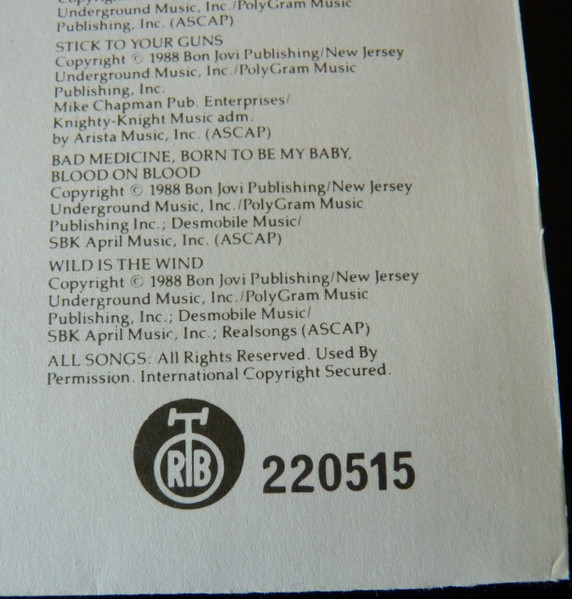 Underground Music, Inc./PolyGram Music
Publishing, Inc. (ASCAP)
STICK TO YOUR GUNS
Copyright © 1988 Bon Jovi Publishing/New Jersey
Underground Music, Inc./PolyGram Music
Publishing, Inc.
Mike Chapman Pub. Enterprises/
Knighty-Knight Music adm.
by Arista Music, Inc. (ASCAP)
BAD MEDICINE, BORN TO BE MY BABY,
BLOOD ON BLOOD
Copyright © 1988 Bon Jovi Publishing/New Jersey
Underground Music, Inc./PolyGram Music
Publishing Inc.; Desmobile Music/
SBK April Music, Inc. (ASCAP)
WILD IS THE WIND
Copyright © 1988 Bon Jovi Publishing/New Jersey
Underground Music, Inc./PolyGram Music
Publishing, Inc.; Desmobile Music/
SBK April Music, Inc.; Realsongs (ASCAP)
ALL SONGS: All Rights Reserved. Used By
Permission. International Copyright Secured.
RTB 220515